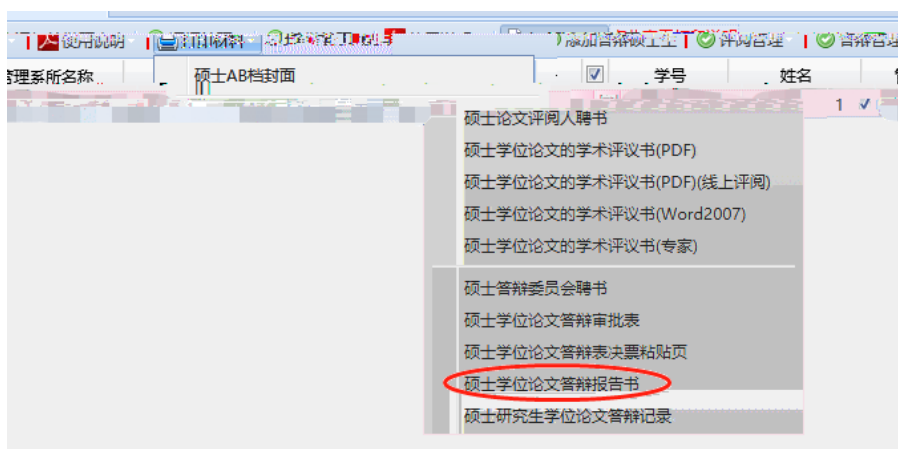 使用说明 打印材料 添加答辩硕士生 评阅管理 答辩管理
管理系所名称 硕士AB档封面 学号 姓名
1
硕士论文评阅人聘书
硕士学位论文的学术评议书(PDF)
硕士学位论文的学术评议书(PDF)(线上评阅)
硕士学位论文的学术评议书(Word2007)
硕士学位论文的学术评议书(专家)
硕士答辩委员会聘书
硕士学位论文答辩审批表
硕士学位论文答辩表决票粘贴页
硕士学位论文答辩报告书
硕士研究生学位论文答辩记录